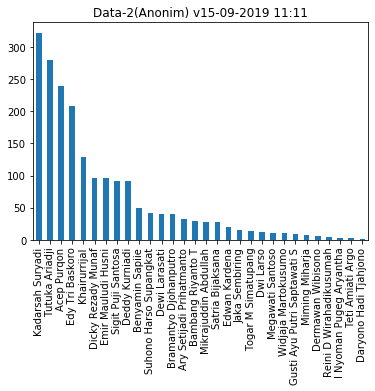 Data-2(Anonim) v15-09-2019 11:11
300
250
200
150
100
50
0
Kadarsah Suryadi
Tutuka Ariadji
Acep Purqon
Edy Tri Baskoro
Khairurrijal
Dicky Rezady Munaf
Emir Mauludi Husni
Sigit Puji Santosa
Deddy Kurniadi
Benyamin Sapiie
Suhono Harso Supangkat
Dewi Larasati
Bramantyo Djohanputro
Ary Setijadi Prihatmanto
Bambang Riyanto T
Mikrajuddin Abdullah
Satria Bijaksana
Edwan Kardena
Jaka Sembiring
Togar M Simatupang
Dwi Larso
Megawati Santoso
Widjaja Martokusumo
Gusti Ayu Putri Saptawati S
Miming Miharja
Dermawan Wibisono
Reini D Wirahadikusumah
I Nyoman Pugeg Aryantha
Teti Amiati Argo
Daryono Hadi Tjahjono